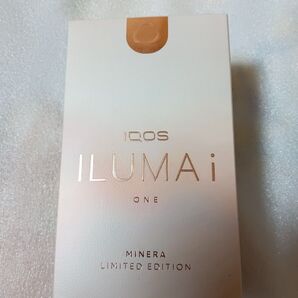 IQOS
ILUMA i
ONE
MINERA
LIMITED EDITION